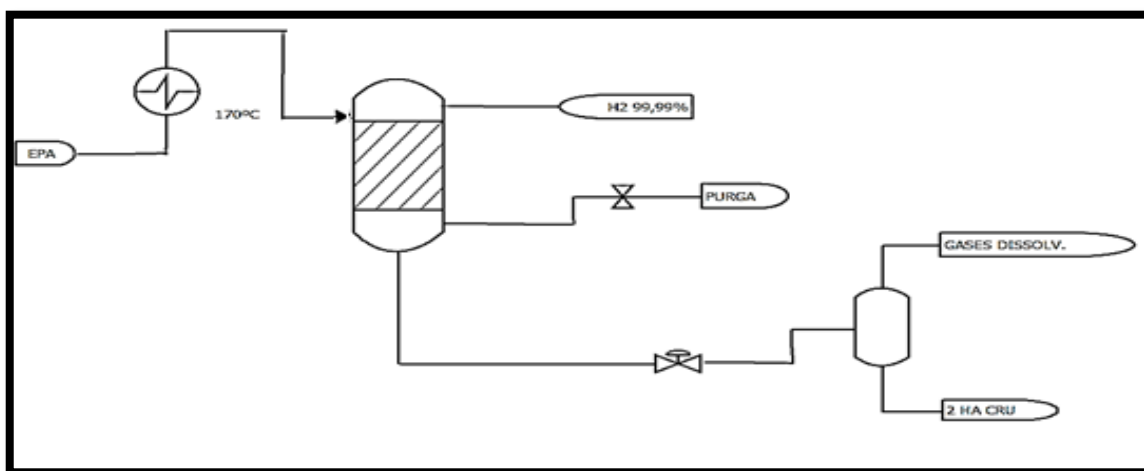 170ºC
H2 99,99%
EPA
PURGA
GASES DISSOLV.
2 HA CRU